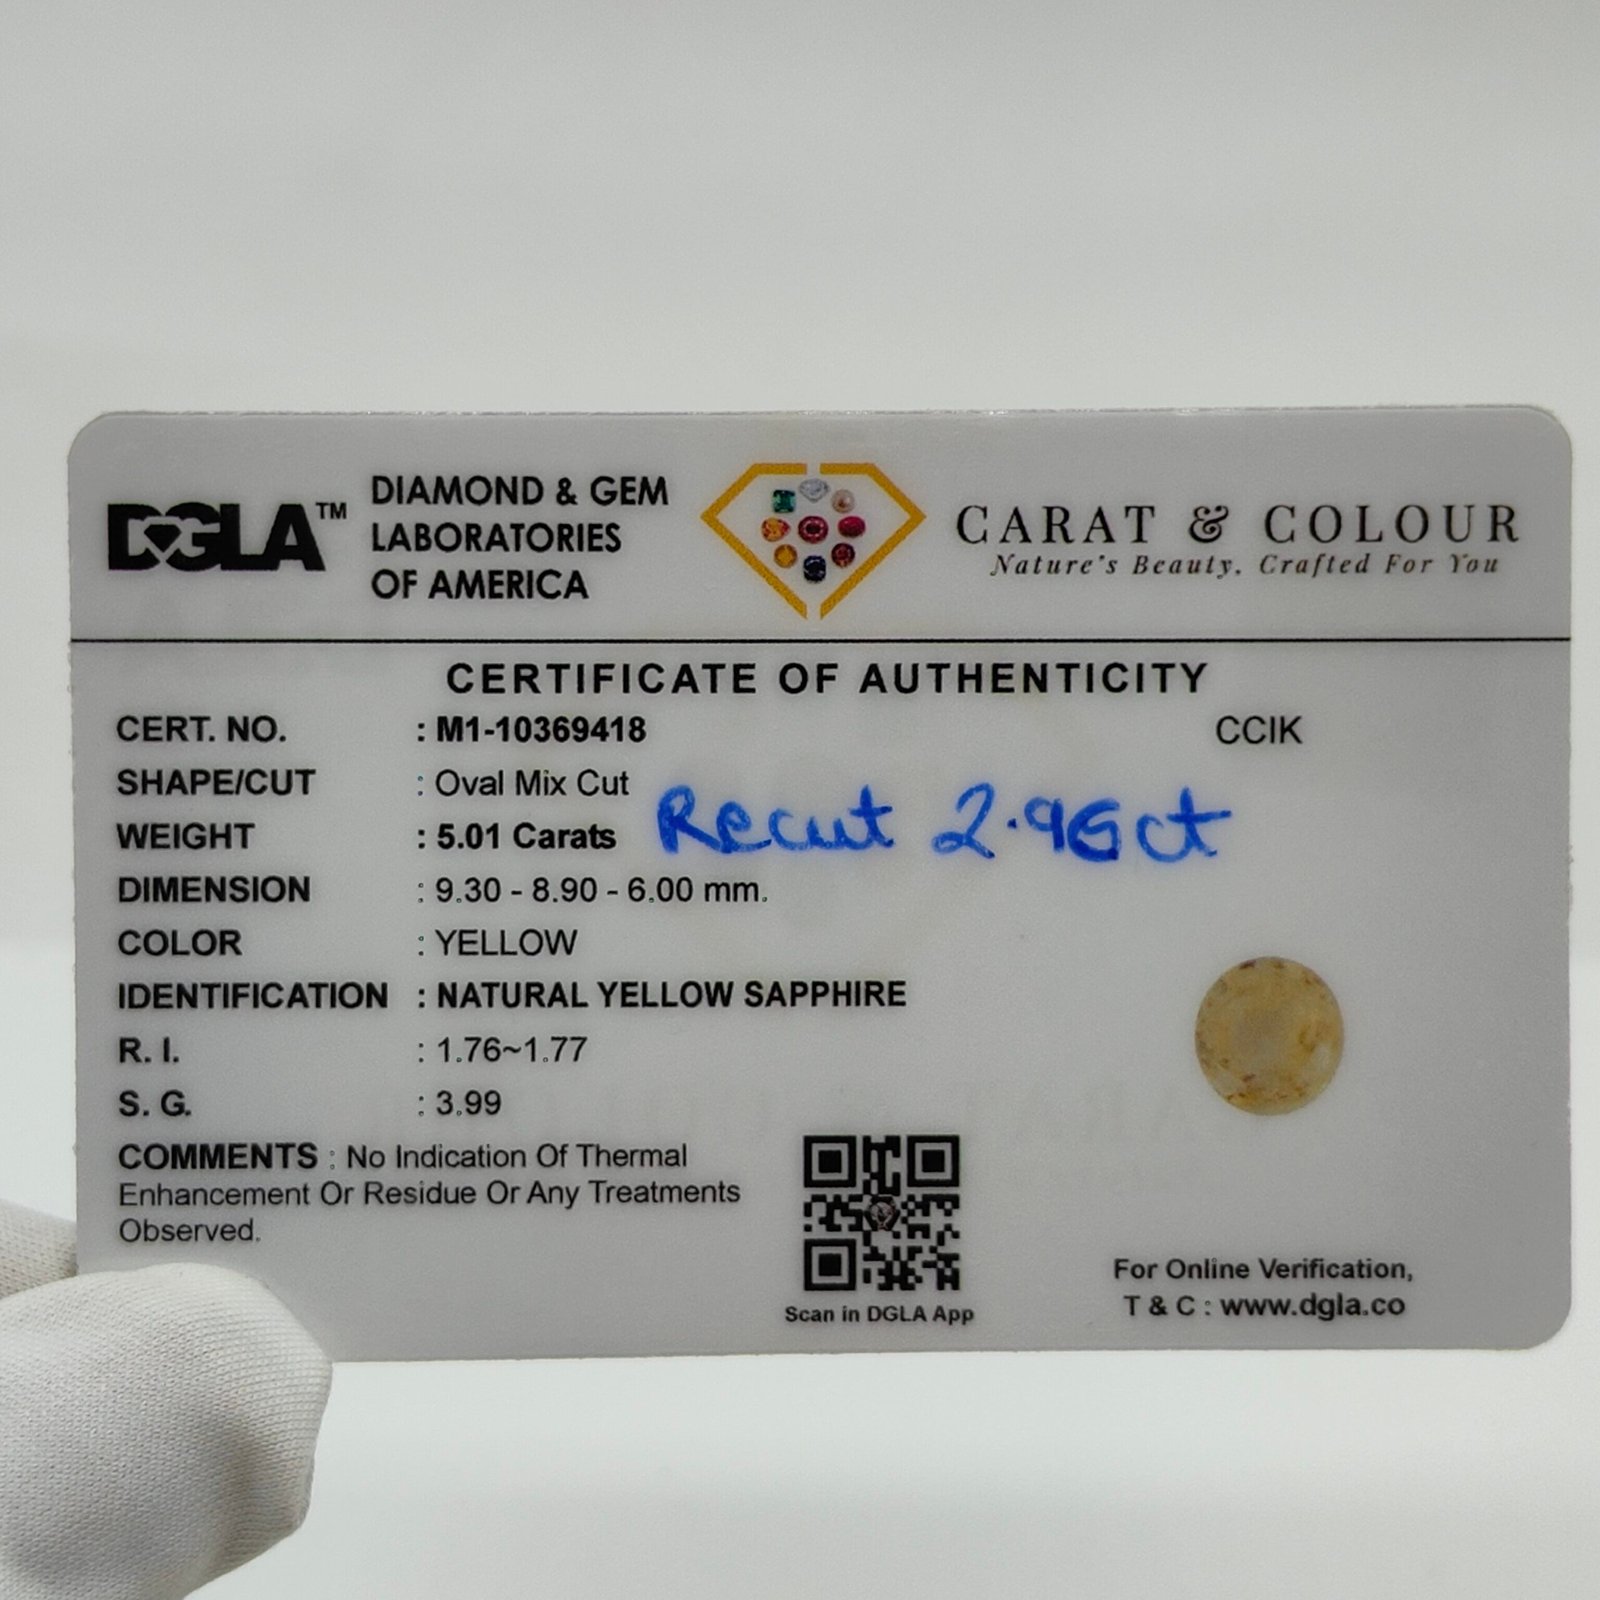 DGLA™
DIAMOND & GEM
LABORATORIES
OF AMERICA
CARAT & COLOUR
Nature's Beauty, Crafted For You
CERTIFICATE OF AUTHENTICITY
CERT. NO. : M1-10369418 CCIK
SHAPE/CUT : Oval Mix Cut
WEIGHT : 5.01 Carats Recut 2.96ct
DIMENSION : 9.30 - 8.90 - 6.00 mm.
COLOR : YELLOW
IDENTIFICATION : NATURAL YELLOW SAPPHIRE
R. I. : 1.76~1.77
S. G. : 3.99
COMMENTS : No Indication Of Thermal
Enhancement Or Residue Or Any Treatments
Observed.
Scan in DGLA App
For Online Verification,
T & C : www.dgla.co